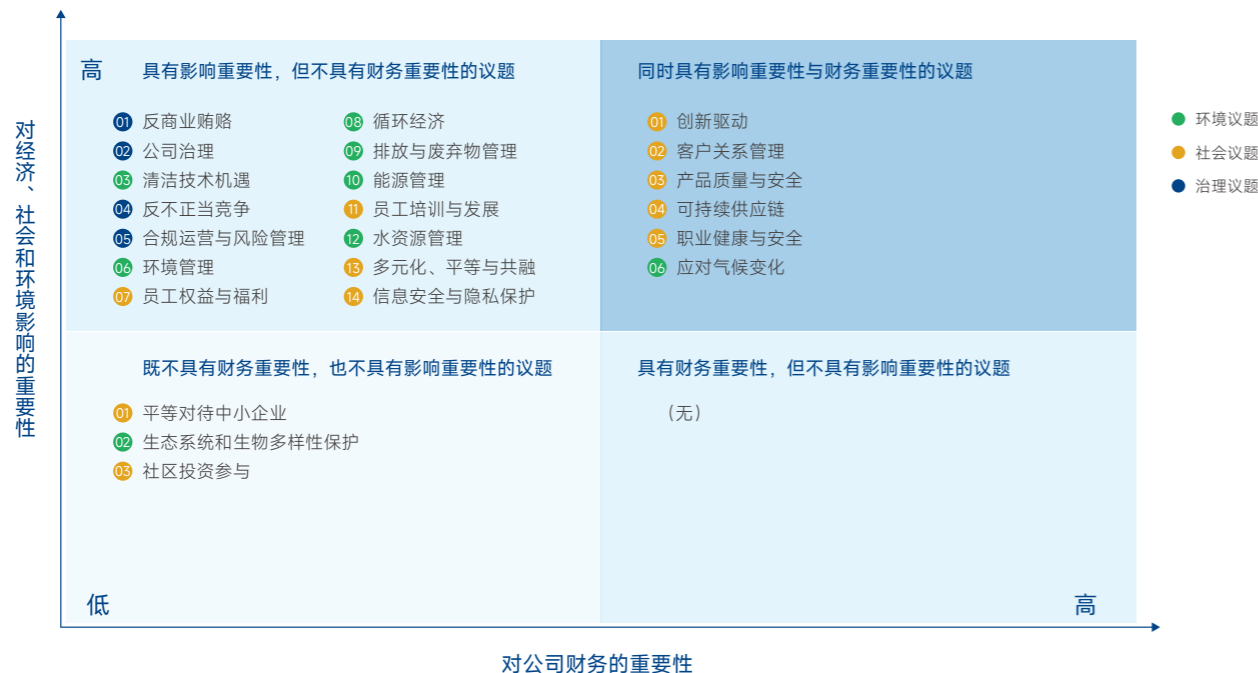 对经济、社会和环境影响的重要性
高
具有影响重要性，但不具有财务重要性的议题
01 反商业贿赂
02 公司治理
03 清洁技术机遇
04 反不正当竞争
05 合规运营与风险管理
06 环境管理
07 员工权益与福利
08 循环经济
09 排放与废弃物管理
10 能源管理
11 员工培训与发展
12 水资源管理
13 多元化、平等与共融
14 信息安全与隐私保护
同时具有影响重要性与财务重要性的议题
01 创新驱动
02 客户关系管理
03 产品质量与安全
04 可持续供应链
05 职业健康与安全
06 应对气候变化
环境议题
社会议题
治理议题
既不具有财务重要性，也不具有影响重要性的议题
01 平等对待中小企业
02 生态系统和生物多样性保护
03 社区投资参与
具有财务重要性，但不具有影响重要性的议题
（无）
低
高
对公司财务的重要性